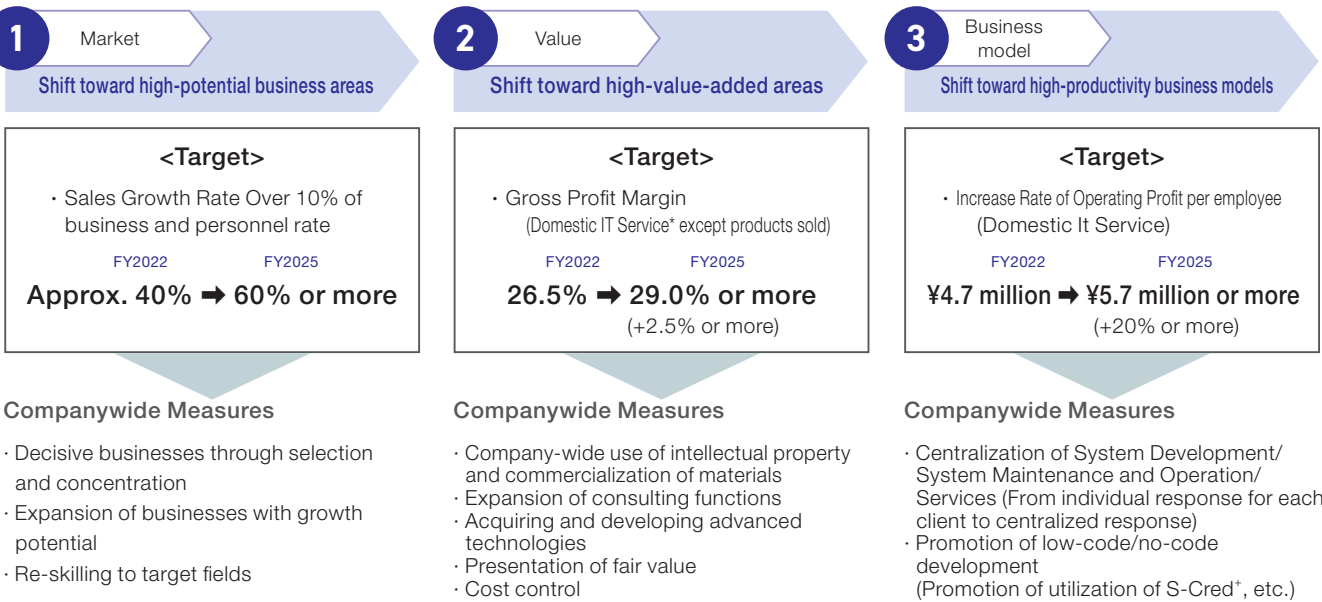 1
Market
Shift toward high-potential business areas
<Target>
· Sales Growth Rate Over 10% of
business and personnel rate
FY2022 FY2025
Approx. 40% ➡ 60% or more
Companywide Measures
· Decisive businesses through selection
and concentration
· Expansion of businesses with growth
potential
· Re-skilling to target fields
2
Value
Shift toward high-value-added areas
<Target>
· Gross Profit Margin
(Domestic IT Service* except products sold)
FY2022 FY2025
26.5% ➡ 29.0% or more
(+2.5% or more)
Companywide Measures
· Company-wide use of intellectual property
and commercialization of materials
· Expansion of consulting functions
· Acquiring and developing advanced
technologies
· Presentation of fair value
· Cost control
3
Business
model
Shift toward high-productivity business models
<Target>
· Increase Rate of Operating Profit per employee
(Domestic It Service)
FY2022 FY2025
¥4.7 million ➡ ¥5.7 million or more
(+20% or more)
Companywide Measures
· Centralization of System Development/
System Maintenance and Operation/
Services (From individual response for each
client to centralized response)
· Promotion of low-code/no-code
development
(Promotion of utilization of S-Cred⁺, etc.)